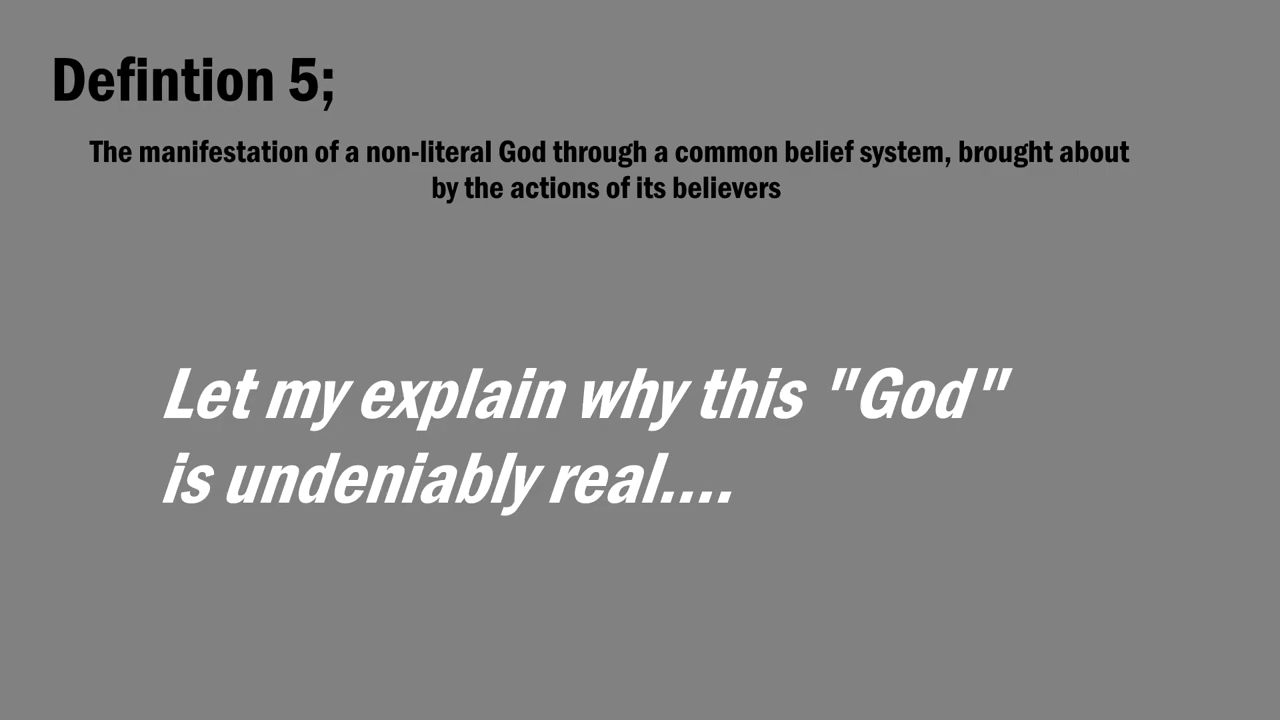 Defintion 5;
The manifestation of a non-literal God through a common belief system, brought about
by the actions of its believers
Let my explain why this "God"
is undeniably real....